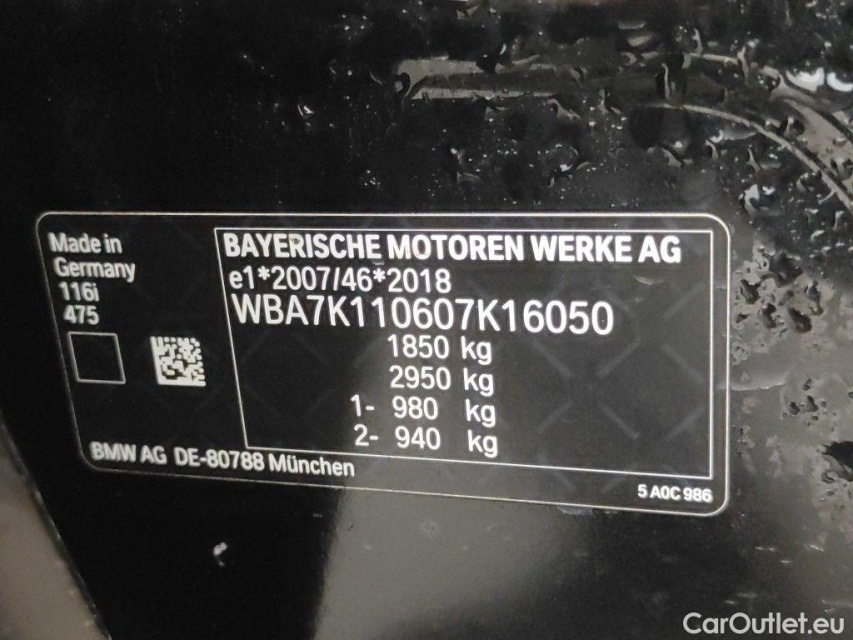 Made in
Germany
116i
475
BAYERISCHE MOTOREN WERKE AG
e1*2007/46*2018
WBA7K110607K16050
1850 kg
2950 kg
1- 980 kg
2- 940 kg
BMW AG DE-80788 München
5 A0C 986
CarOutlet.eu